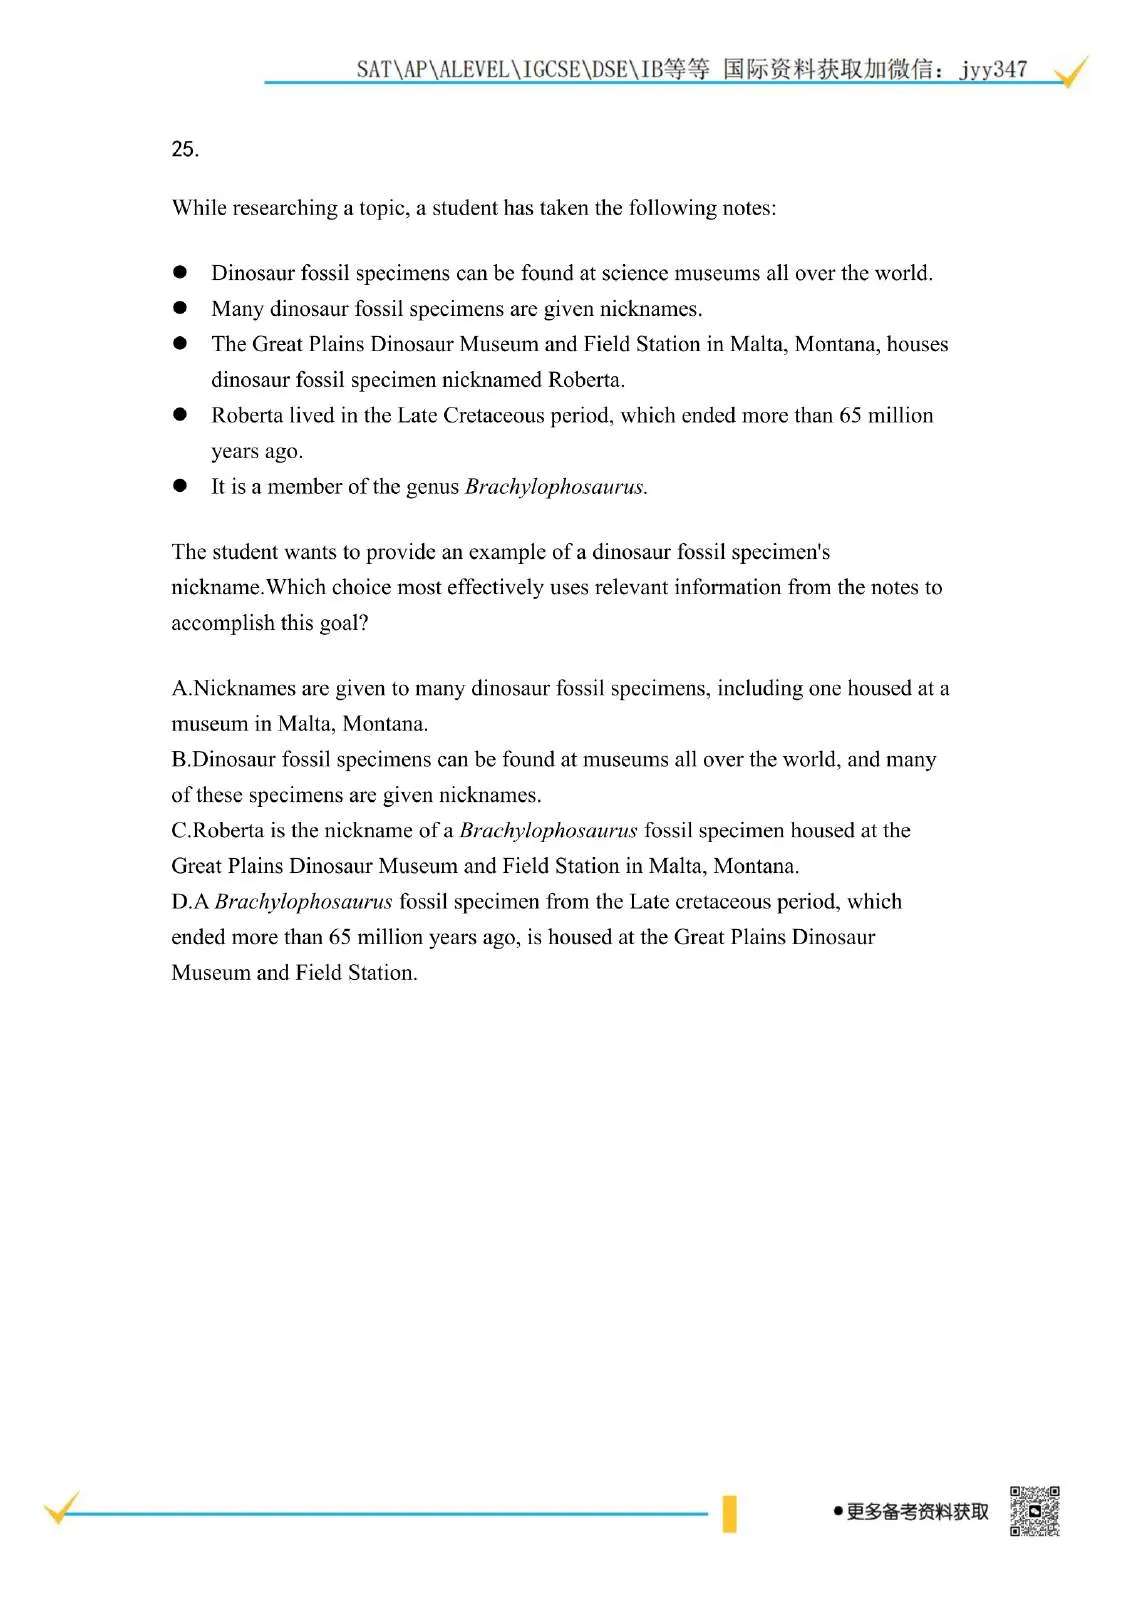 SAT\AP\ALEVEL\IGCSE\DSE\IB等等 国际资料获取加微信：jyy347
25.
While researching a topic, a student has taken the following notes:
● Dinosaur fossil specimens can be found at science museums all over the world.
● Many dinosaur fossil specimens are given nicknames.
● The Great Plains Dinosaur Museum and Field Station in Malta, Montana, houses
dinosaur fossil specimen nicknamed Roberta.
● Roberta lived in the Late Cretaceous period, which ended more than 65 million
years ago.
● It is a member of the genus Brachylophosaurus.
The student wants to provide an example of a dinosaur fossil specimen's
nickname.Which choice most effectively uses relevant information from the notes to
accomplish this goal?
A.Nicknames are given to many dinosaur fossil specimens, including one housed at a
museum in Malta, Montana.
B.Dinosaur fossil specimens can be found at museums all over the world, and many
of these specimens are given nicknames.
C.Roberta is the nickname of a Brachylophosaurus fossil specimen housed at the
Great Plains Dinosaur Museum and Field Station in Malta, Montana.
D.A Brachylophosaurus fossil specimen from the Late cretaceous period, which
ended more than 65 million years ago, is housed at the Great Plains Dinosaur
Museum and Field Station.
●更多备考资料获取